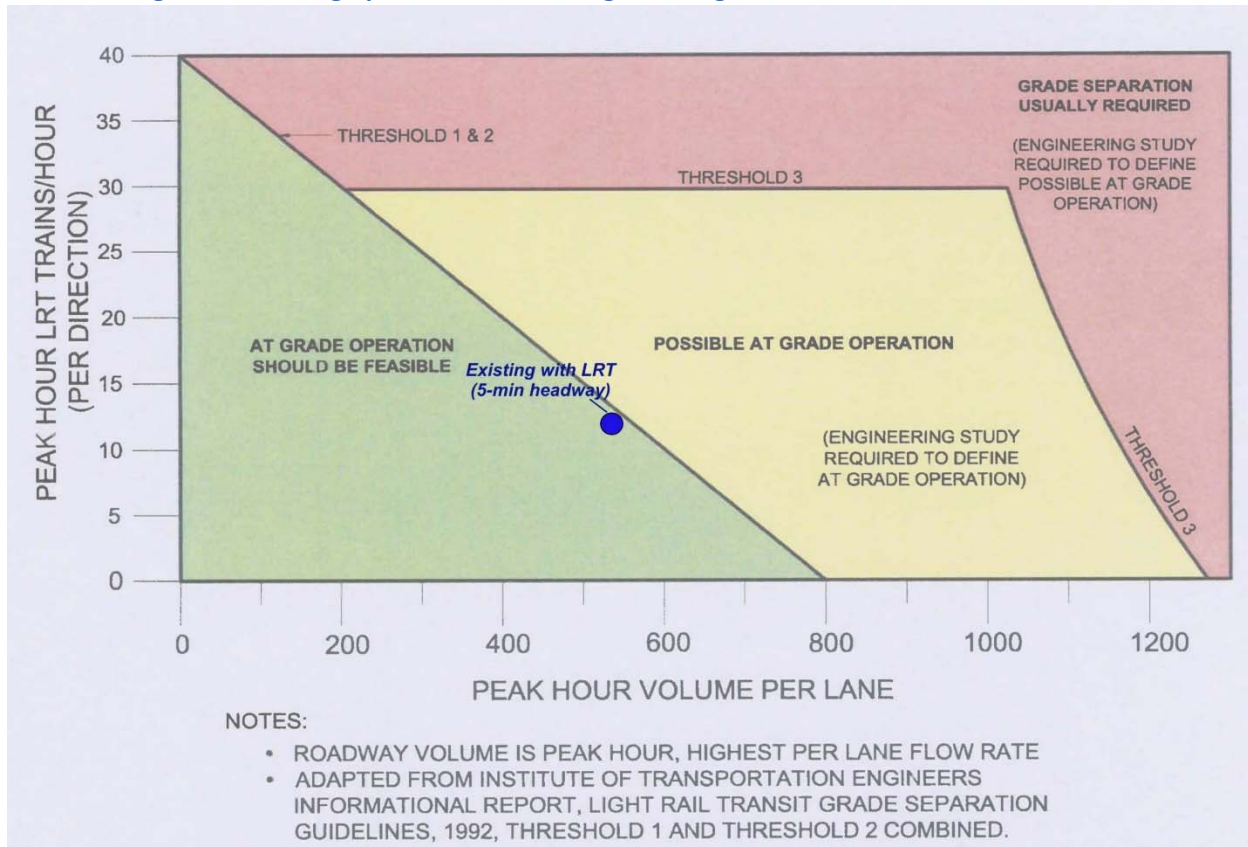 40
35
30
25
20
15
10
5
0
PEAK HOUR LRT TRAINS/HOUR
(PER DIRECTION)
THRESHOLD 1 & 2
GRADE SEPARATION
USUALLY REQUIRED
(ENGINEERING STUDY
REQUIRED TO DEFINE
POSSIBLE AT GRADE
OPERATION)
THRESHOLD 3
AT GRADE OPERATION
SHOULD BE FEASIBLE
Existing with LRT
(5-min headway)
POSSIBLE AT GRADE OPERATION
(ENGINEERING STUDY
REQUIRED TO DEFINE
AT GRADE OPERATION)
THRESHOLD 3
0 200 400 600 800 1000 1200
PEAK HOUR VOLUME PER LANE
NOTES:
• ROADWAY VOLUME IS PEAK HOUR, HIGHEST PER LANE FLOW RATE
• ADAPTED FROM INSTITUTE OF TRANSPORTATION ENGINEERS
INFORMATIONAL REPORT, LIGHT RAIL TRANSIT GRADE SEPARATION
GUIDELINES, 1992, THRESHOLD 1 AND THRESHOLD 2 COMBINED.